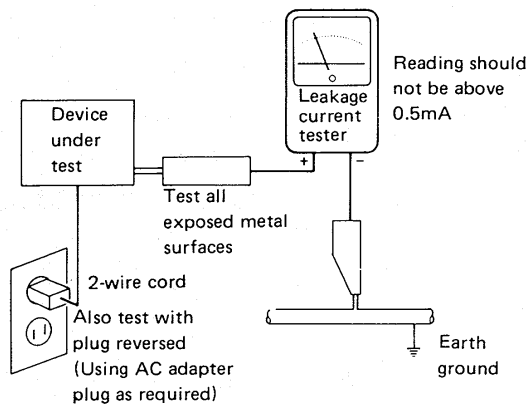 Device
under
test
Leakage
current
tester
+
–
Reading should
not be above
0.5mA
Test all
exposed metal
surfaces
2-wire cord
Also test with
plug reversed
(Using AC adapter
plug as required)
Earth
ground